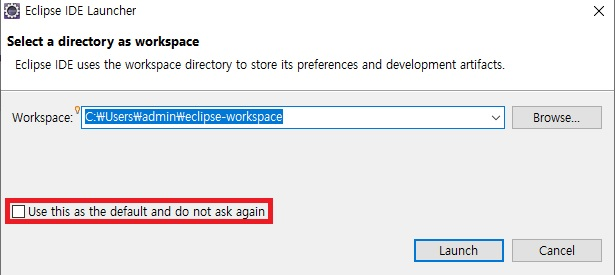 Eclipse IDE Launcher
Select a directory as workspace
Eclipse IDE uses the workspace directory to store its preferences and development artifacts.
Workspace: C:₩Users₩admin₩eclipse-workspace Browse...
Use this as the default and do not ask again
Launch Cancel